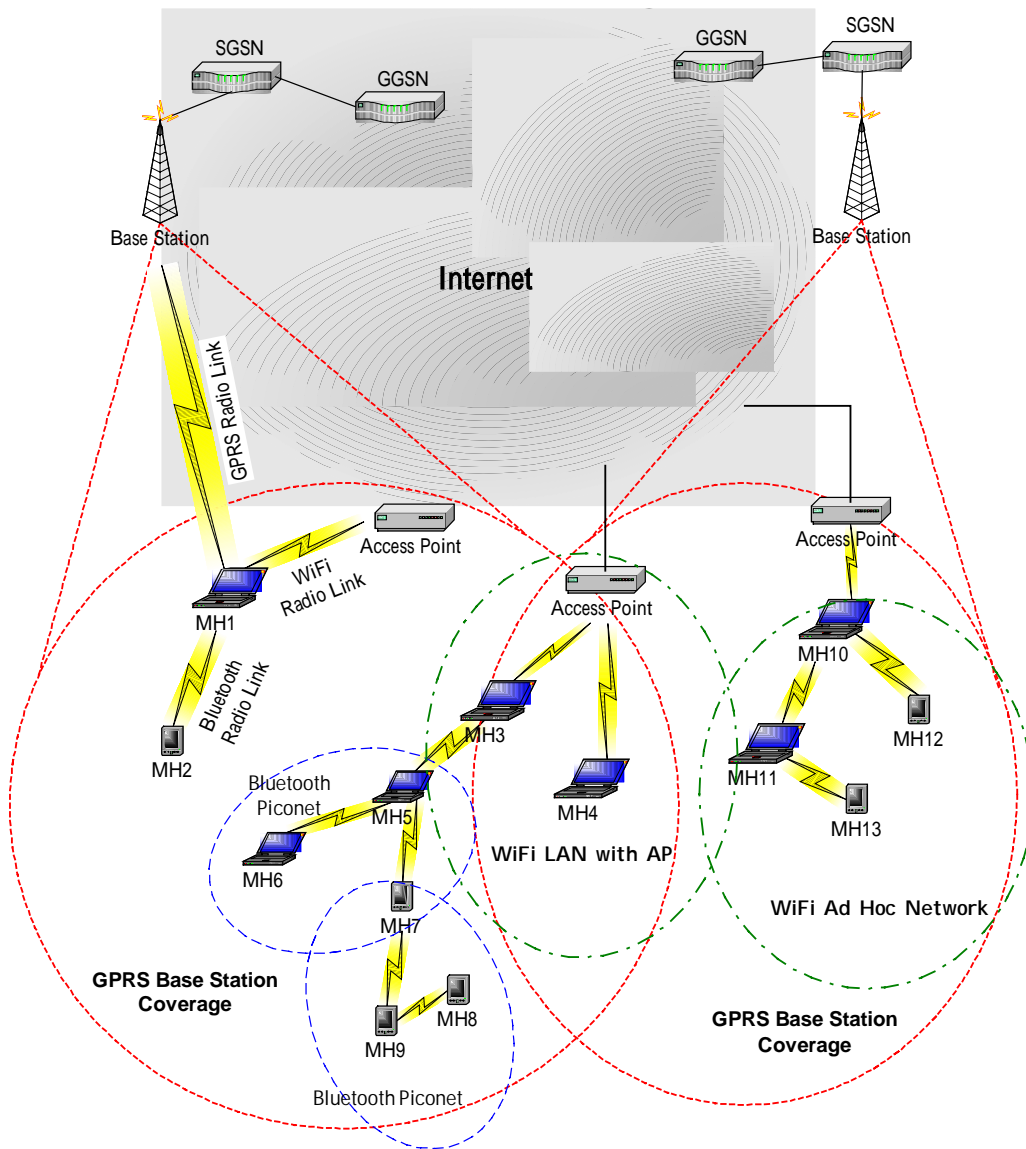 SGSN
GGSN
GGSN
SGSN
Base Station
Base Station
Internet
GPRS Radio Link
Access Point
WiFi
Radio Link
MH1
Bluetooth
Radio Link
MH2
Access Point
Access Point
MH3
MH4
MH10
MH11
MH12
MH13
Bluetooth
Piconet
MH5
MH6
MH7
WiFi LAN with AP
WiFi Ad Hoc Network
GPRS Base Station
Coverage
MH8
MH9
Bluetooth Piconet
GPRS Base Station
Coverage